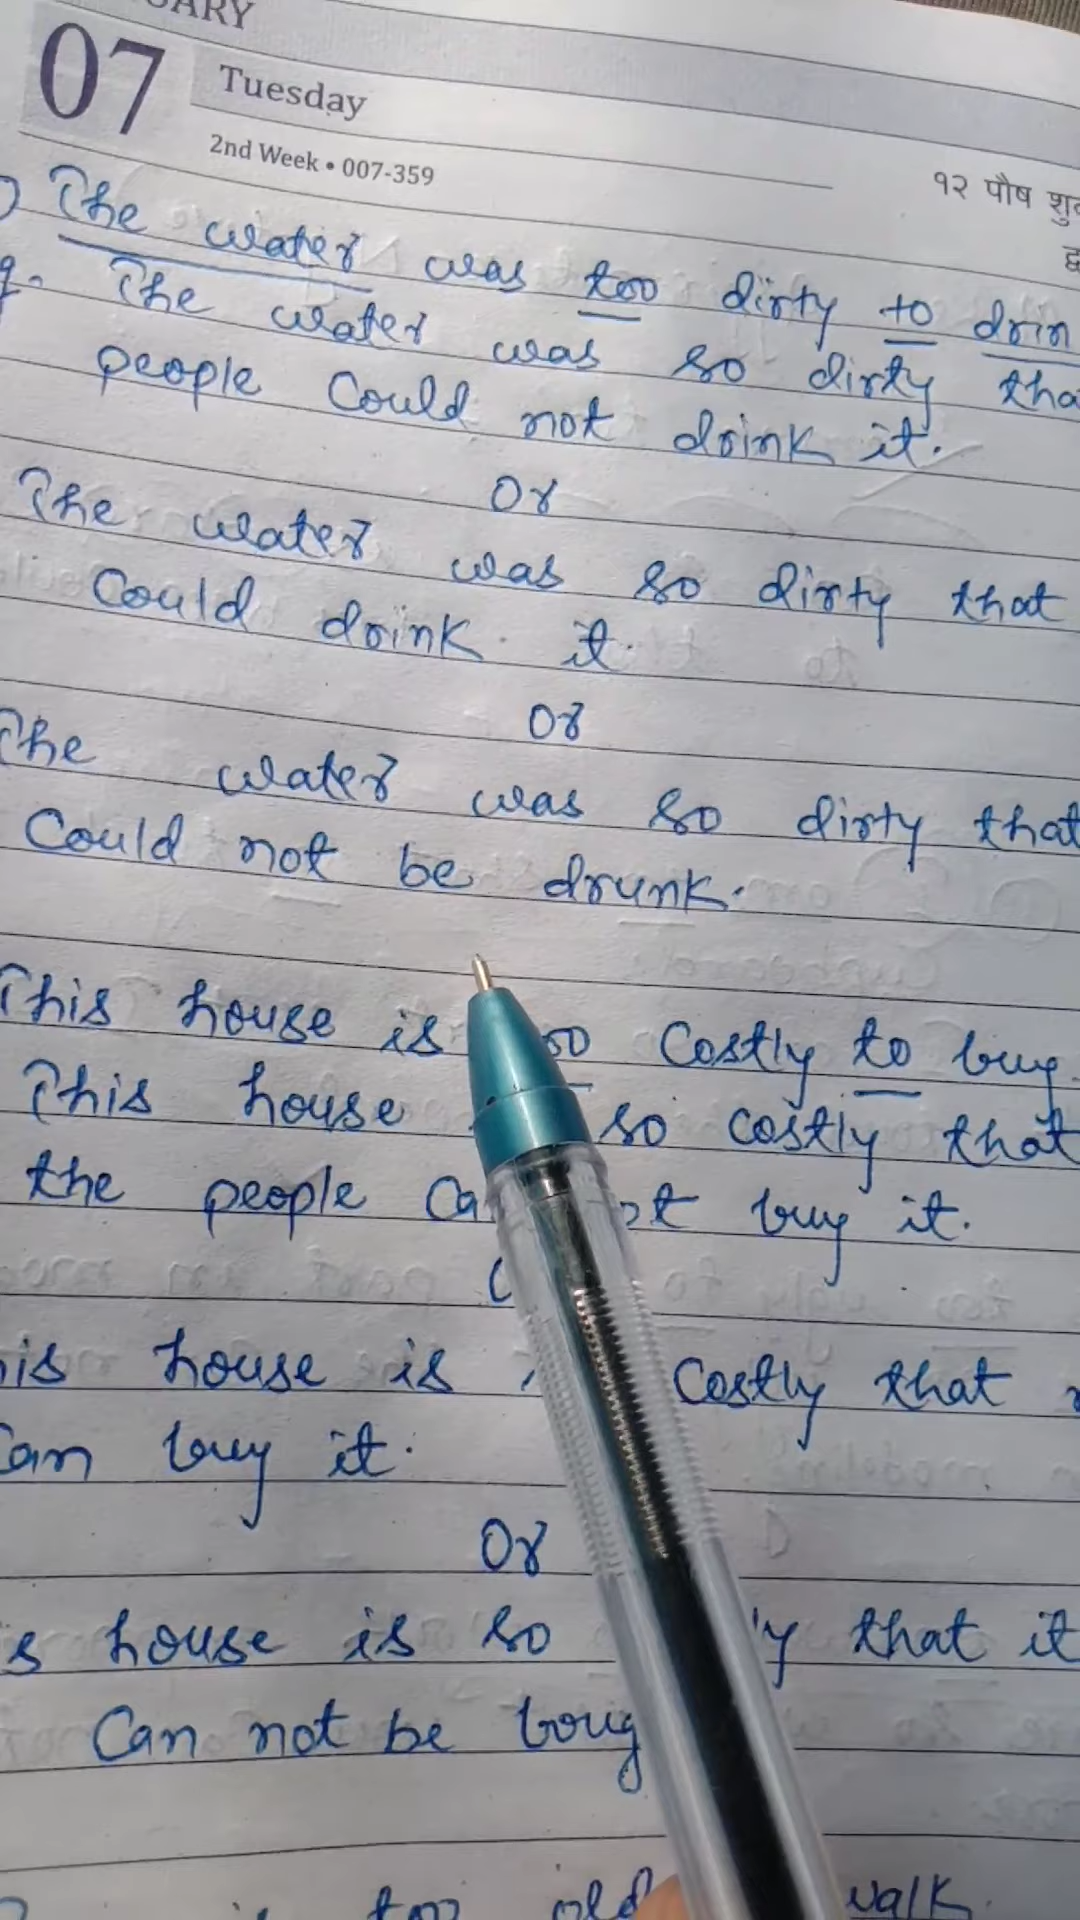 07
Tuesday
2nd Week • 007-359
१२ पौष
The water was too dirty to drin
The water was so dirty tha
people Could not drink it.
Or
The water was so dirty that
Could drink it.
Or
The water was so dirty that
Could not be drunk.
This house is costly to buy
This house so costly that
the people buy it.
house is Costly that
Can buy it.
Or
house is so that it
Can not be
too old walk.